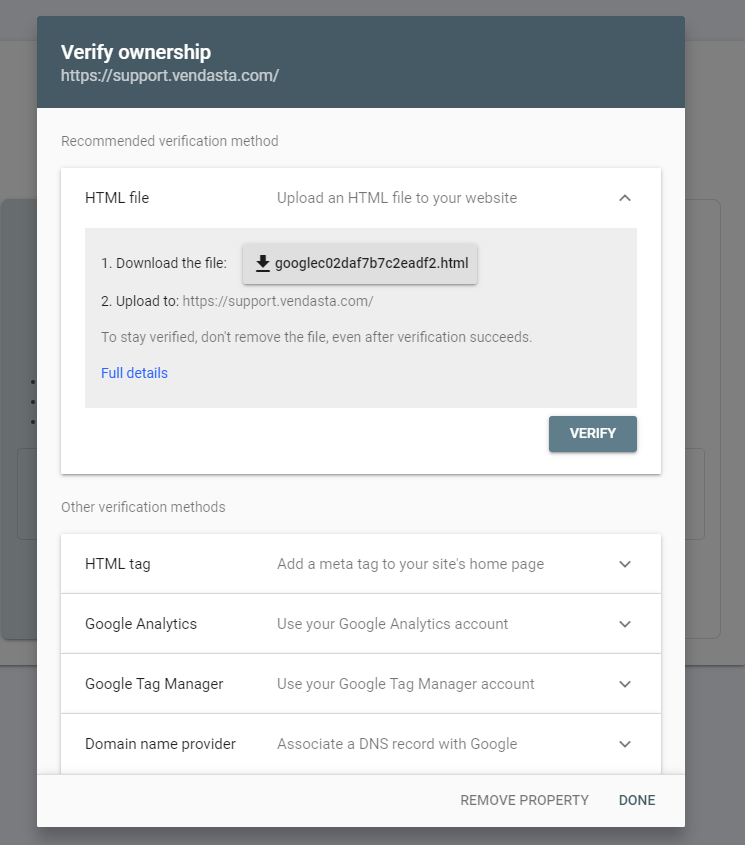 Verify ownership
https://support.vendasta.com/
Recommended verification method
HTML file Upload an HTML file to your website
1. Download the file: googlec02daf7b7c2eadf2.html
2. Upload to: https://support.vendasta.com/
To stay verified, don't remove the file, even after verification succeeds.
Full details
VERIFY
Other verification methods
HTML tag Add a meta tag to your site's home page
Google Analytics Use your Google Analytics account
Google Tag Manager Use your Google Tag Manager account
Domain name provider Associate a DNS record with Google
REMOVE PROPERTY DONE